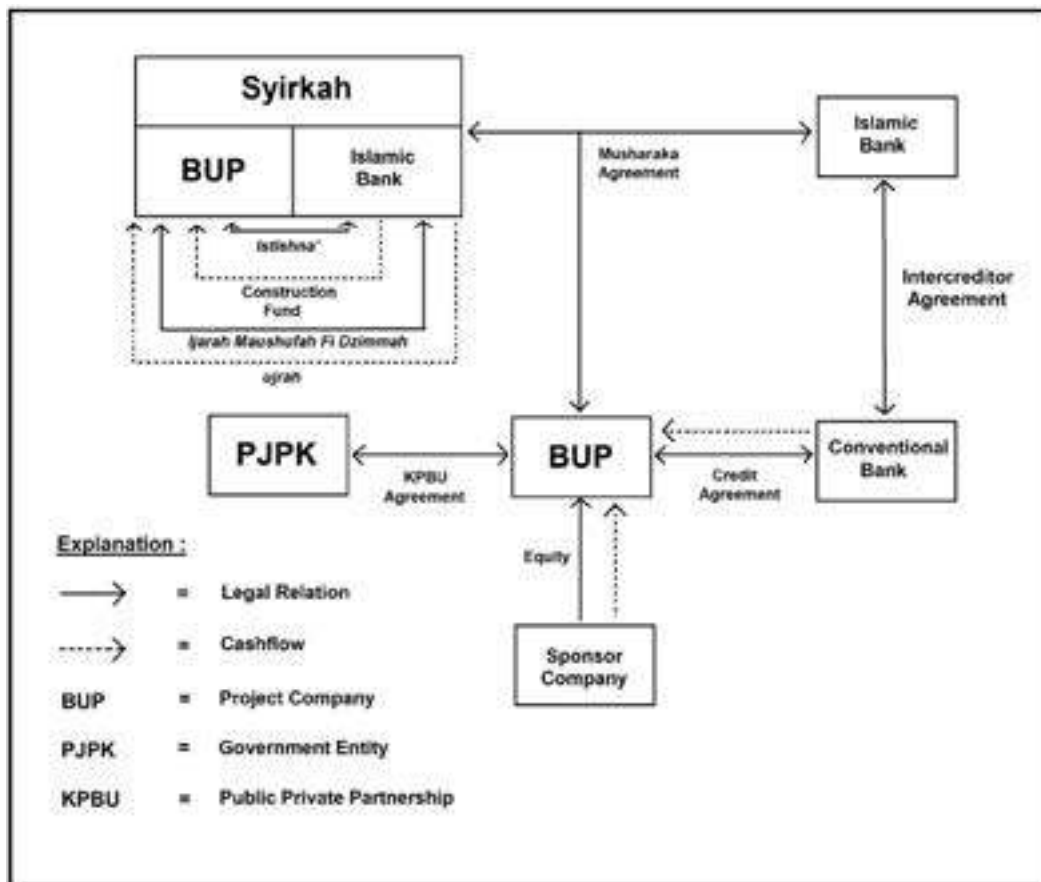 Syirkah
BUP
Islamic
Bank
Istishna'
Construction
Fund
Ijarah Maushufah Fi Dzimmah
ujrah
Musharaka
Agreement
Islamic
Bank
Intercreditor
Agreement
PJPK
KPBU
Agreement
BUP
Credit
Agreement
Conventional
Bank
Equity
Sponsor
Company
Explanation :
= Legal Relation
= Cashflow
BUP = Project Company
PJPK = Government Entity
KPBU = Public Private Partnership